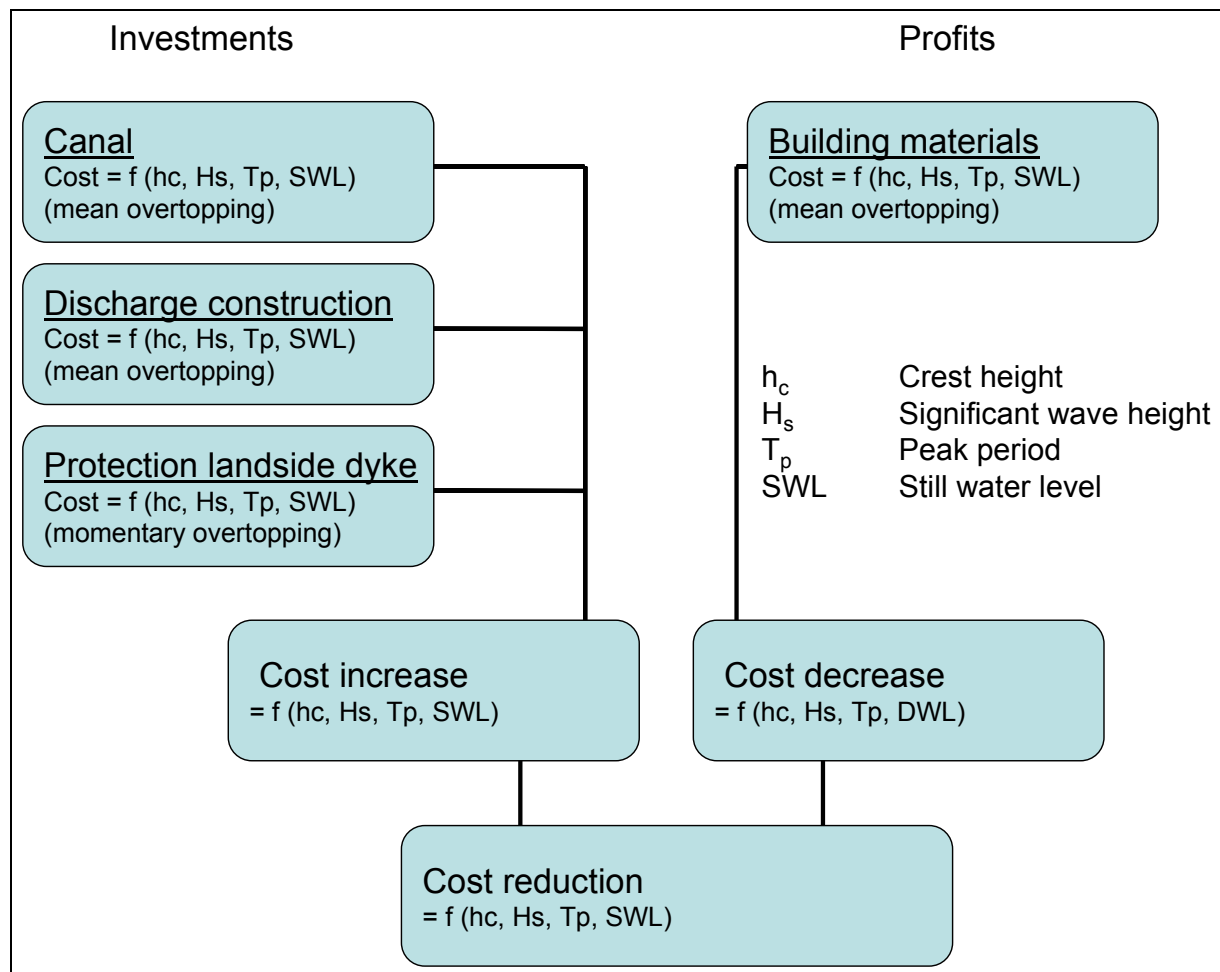 Investments
Profits
Canal
Cost = f (hc, Hs, Tp, SWL)
(mean overtopping)
Building materials
Cost = f (hc, Hs, Tp, SWL)
(mean overtopping)
Discharge construction
Cost = f (hc, Hs, Tp, SWL)
(mean overtopping)
Protection landside dyke
Cost = f (hc, Hs, Tp, SWL)
(momentary overtopping)
hc Crest height
Hs Significant wave height
Tp Peak period
SWL Still water level
Cost increase
= f (hc, Hs, Tp, SWL)
Cost decrease
= f (hc, Hs, Tp, DWL)
Cost reduction
= f (hc, Hs, Tp, SWL)